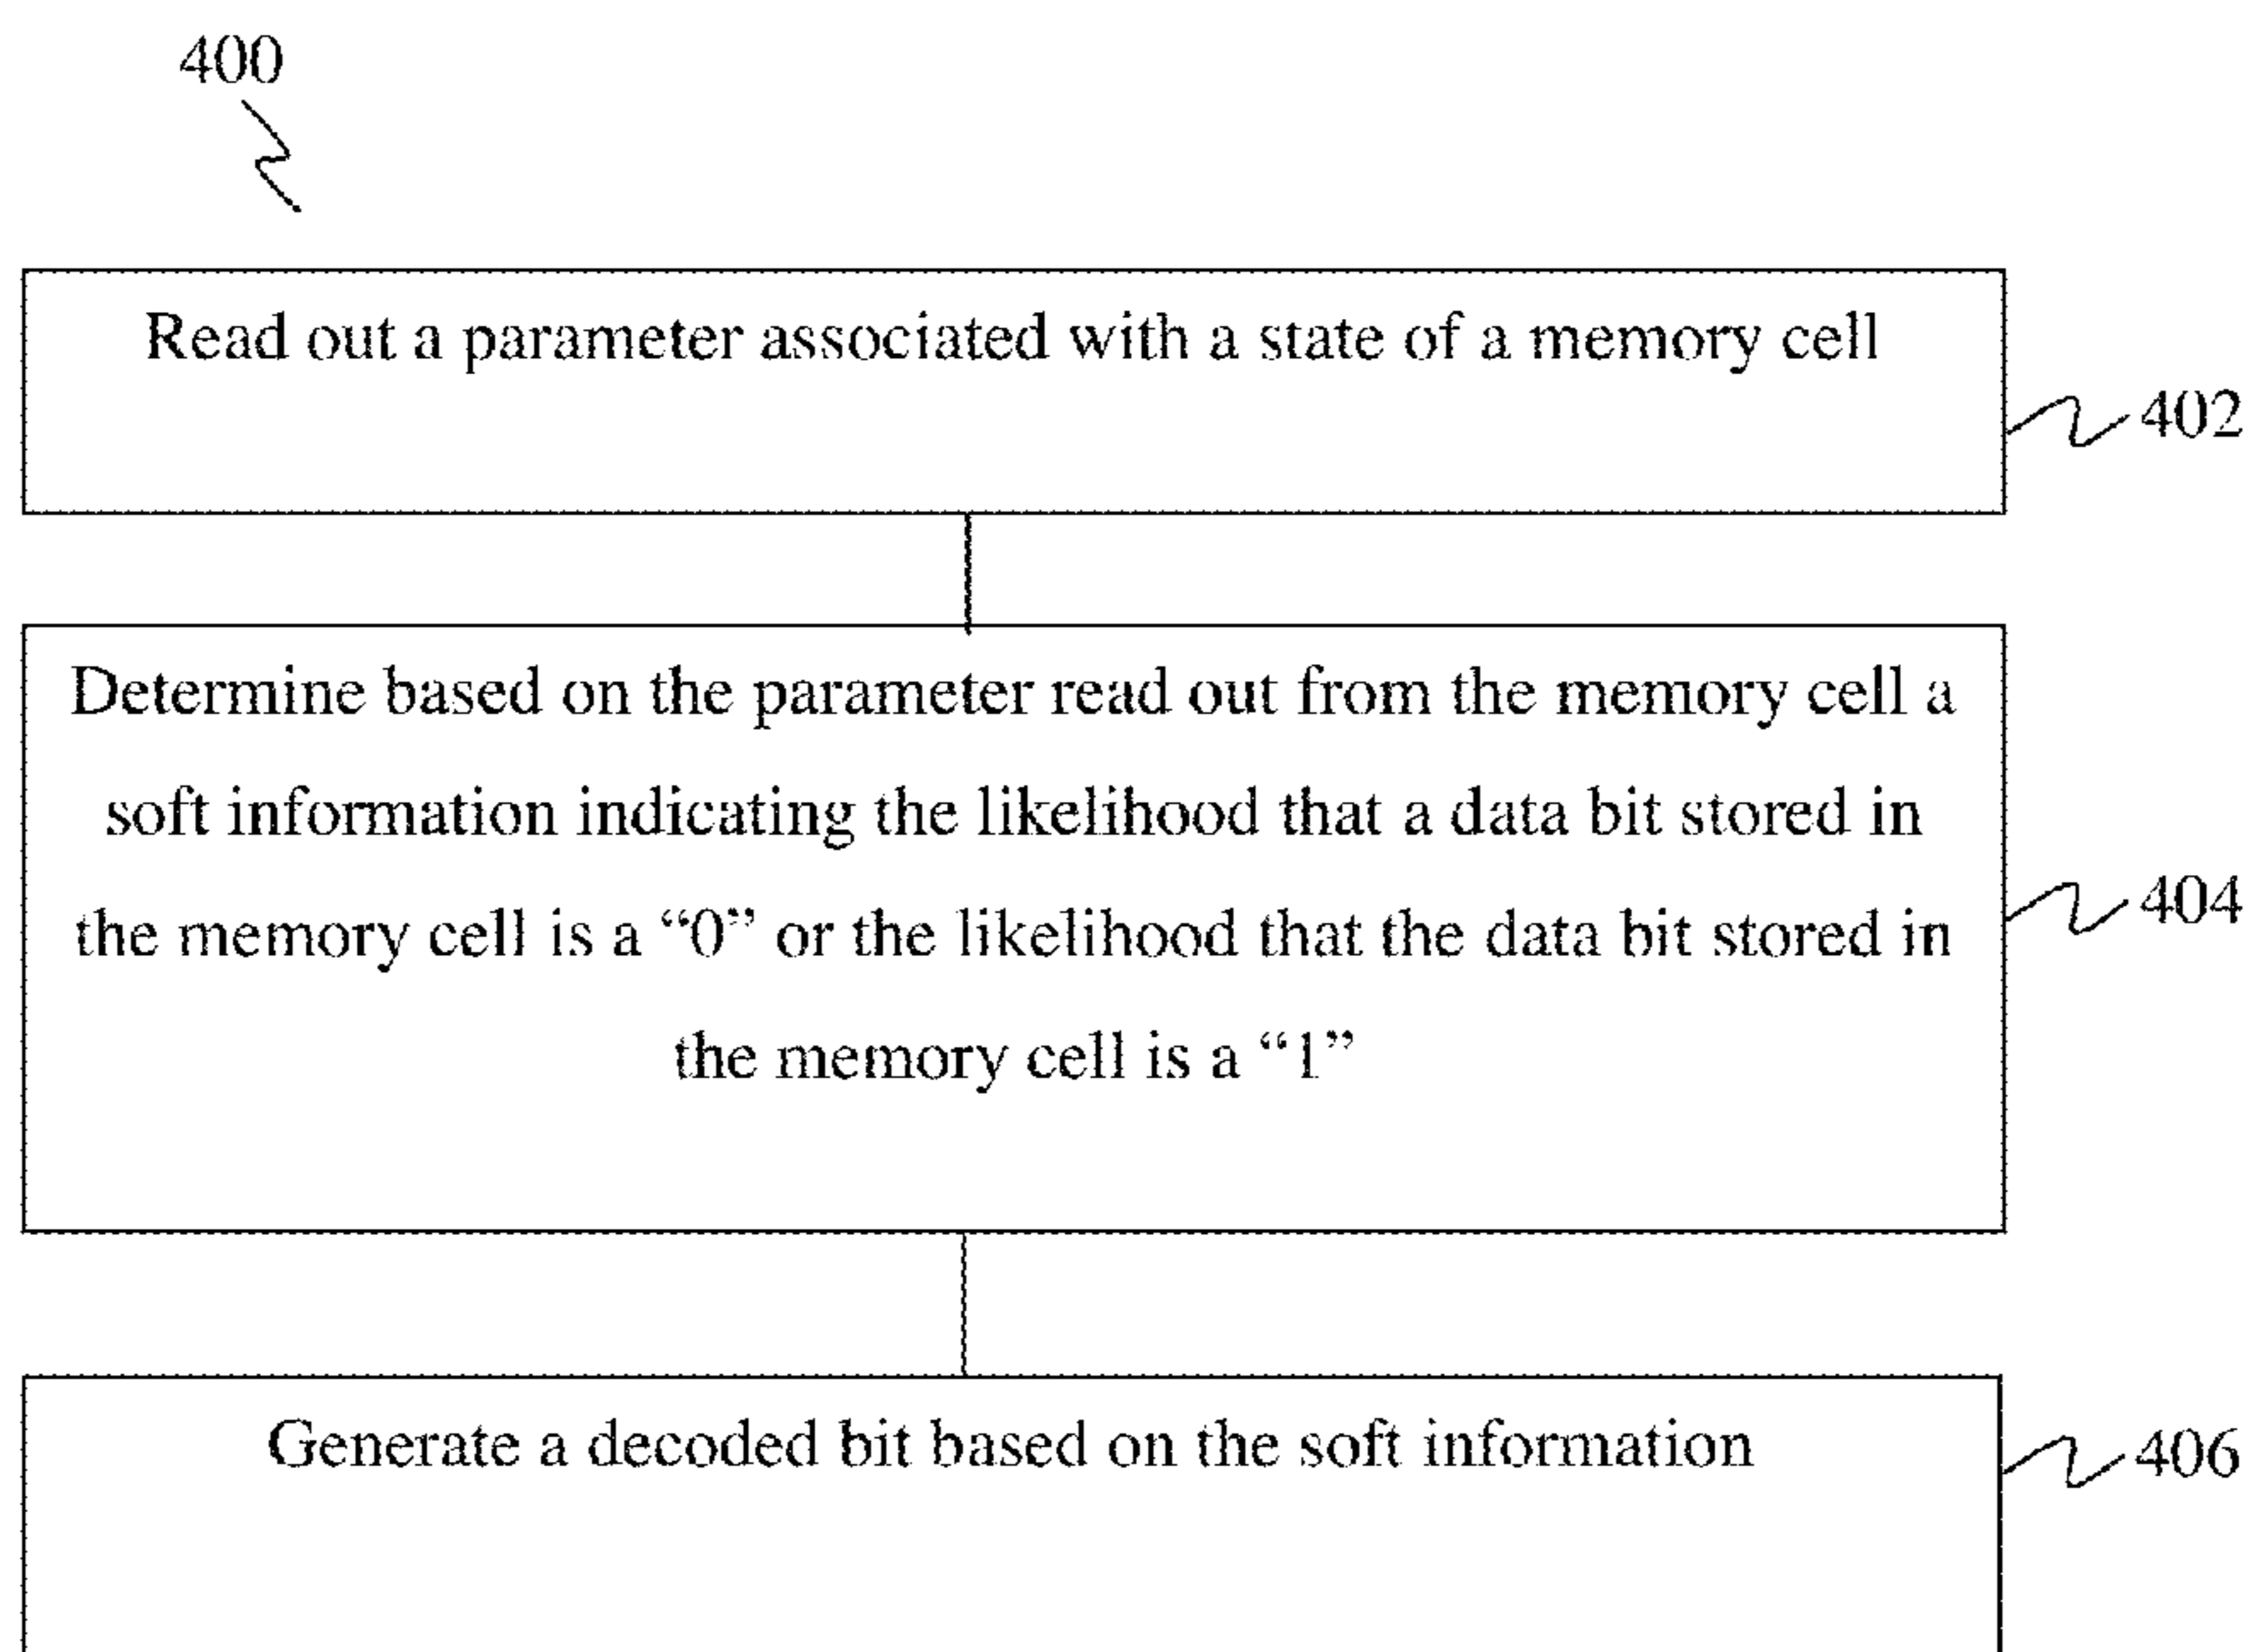 400
Read out a parameter associated with a state of a memory cell
402
Determine based on the parameter read out from the memory cell a
soft information indicating the likelihood that a data bit stored in
the memory cell is a “0” or the likelihood that the data bit stored in
the memory cell is a “1”
404
Generate a decoded bit based on the soft information
406